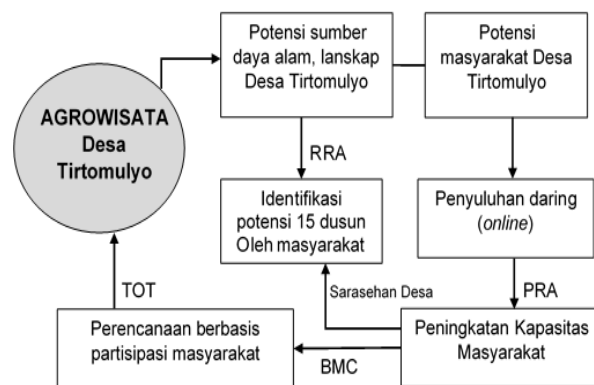 AGROWISATA
Desa
Tirtomulyo
Potensi sumber
daya alam, lanskap
Desa Tirtomulyo
Potensi
masyarakat Desa
Tirtomulyo
RRA
Identifikasi
potensi 15 dusun
Oleh masyarakat
Penyuluhan daring
(online)
PRA
Sarasehan Desa
Peningkatan Kapasitas
Masyarakat
BMC
Perencanaan berbasis
partisipasi masyarakat
TOT